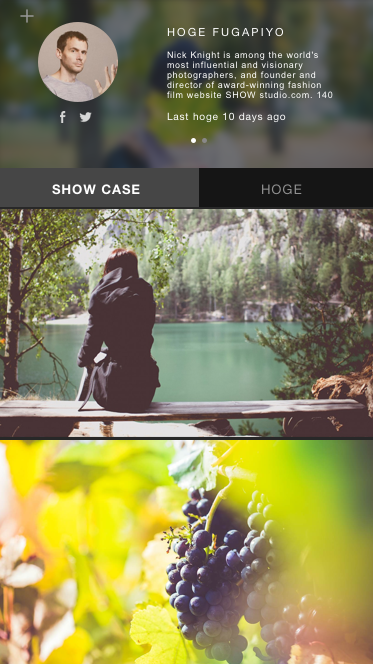 HOGE FUGAPIYO
Nick Knight is among the world's
most influential and visionary
photographers, and founder and
director of award-winning fashion
film website SHOW studio.com. 140
Last hoge 10 days ago
SHOW CASE
HOGE